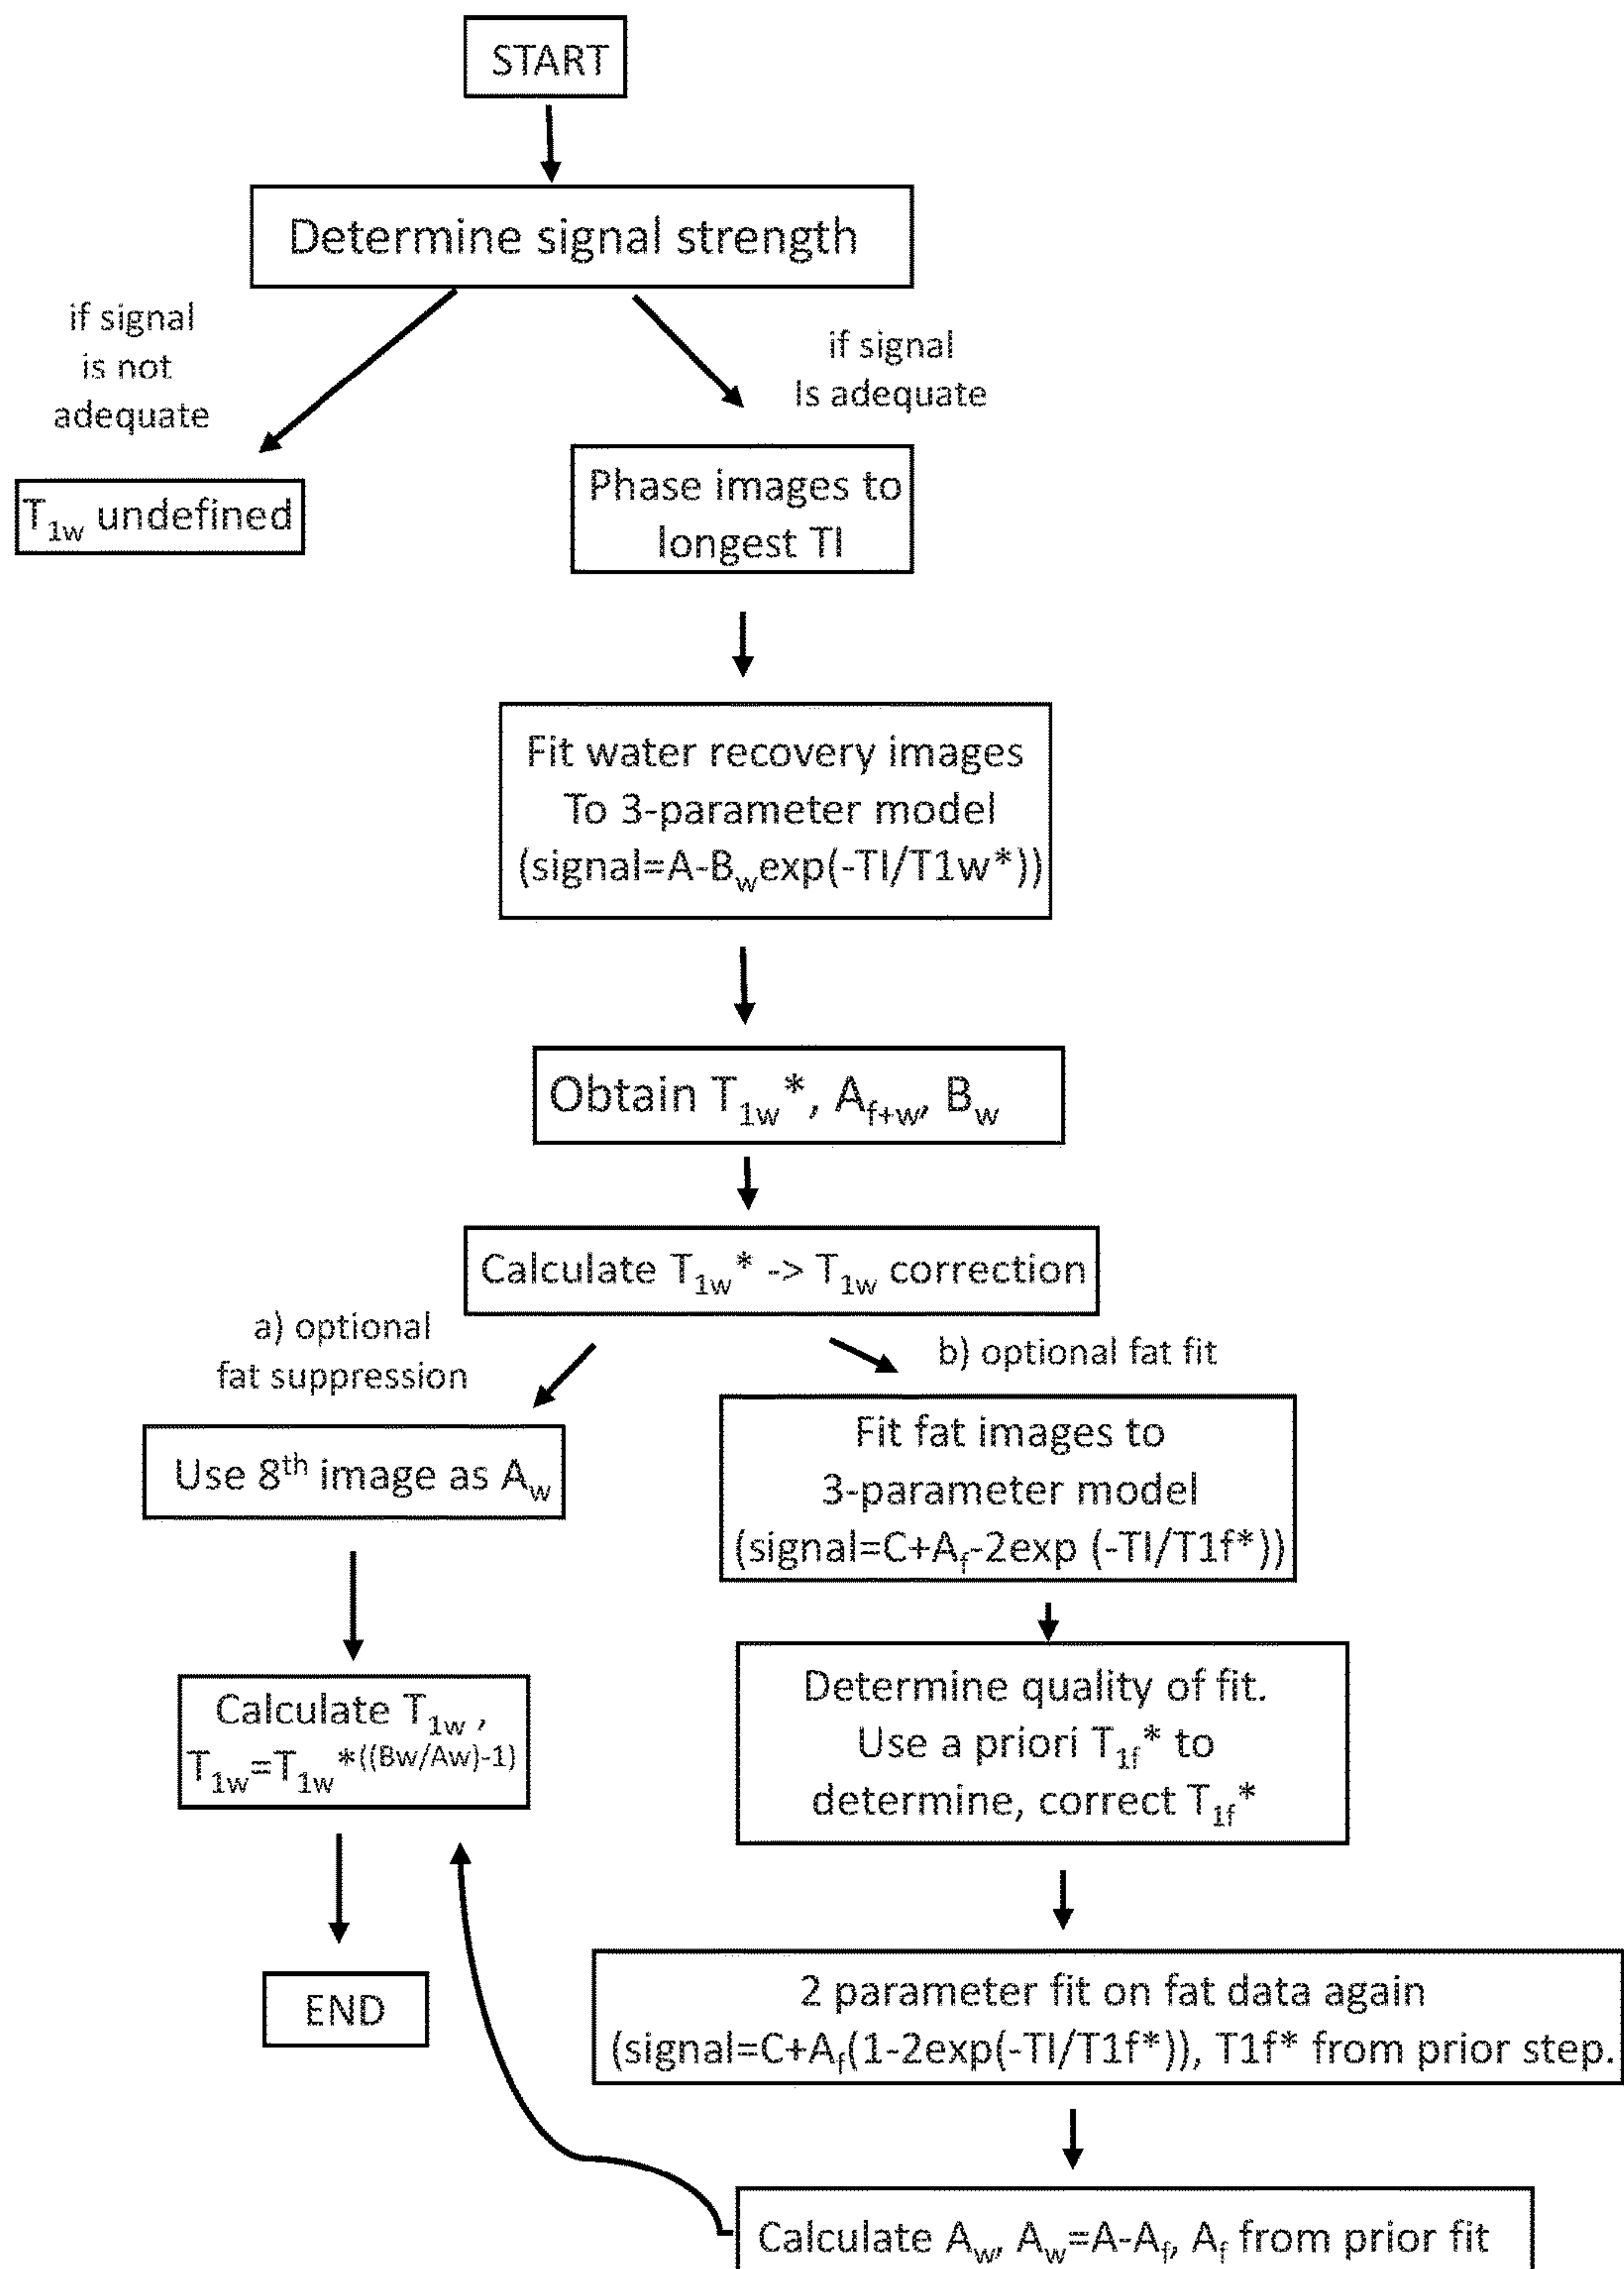 START
Determine signal strength
if signal
is not
adequate
if signal
Is adequate
T1w undefined
Phase images to
longest TI
Fit water recovery images
To 3-parameter model
(signal=A-Bwexp(-TI/T1w*))
Obtain T1w*, Af+w, Bw
Calculate T1w* -> T1w correction
a) optional
fat suppression
b) optional fat fit
Use 8th image as Aw
Fit fat images to
3-parameter model
(signal=C+Af-2exp (-TI/T1f*))
Calculate T1w ,
T1w=T1w*((Bw/Aw)-1)
Determine quality of fit.
Use a priori T1f* to
determine, correct T1f*
END
2 parameter fit on fat data again
(signal=C+Af(1-2exp(-TI/T1f*)), T1f* from prior step.
Calculate Aw, Aw=A-Af, Af from prior fit